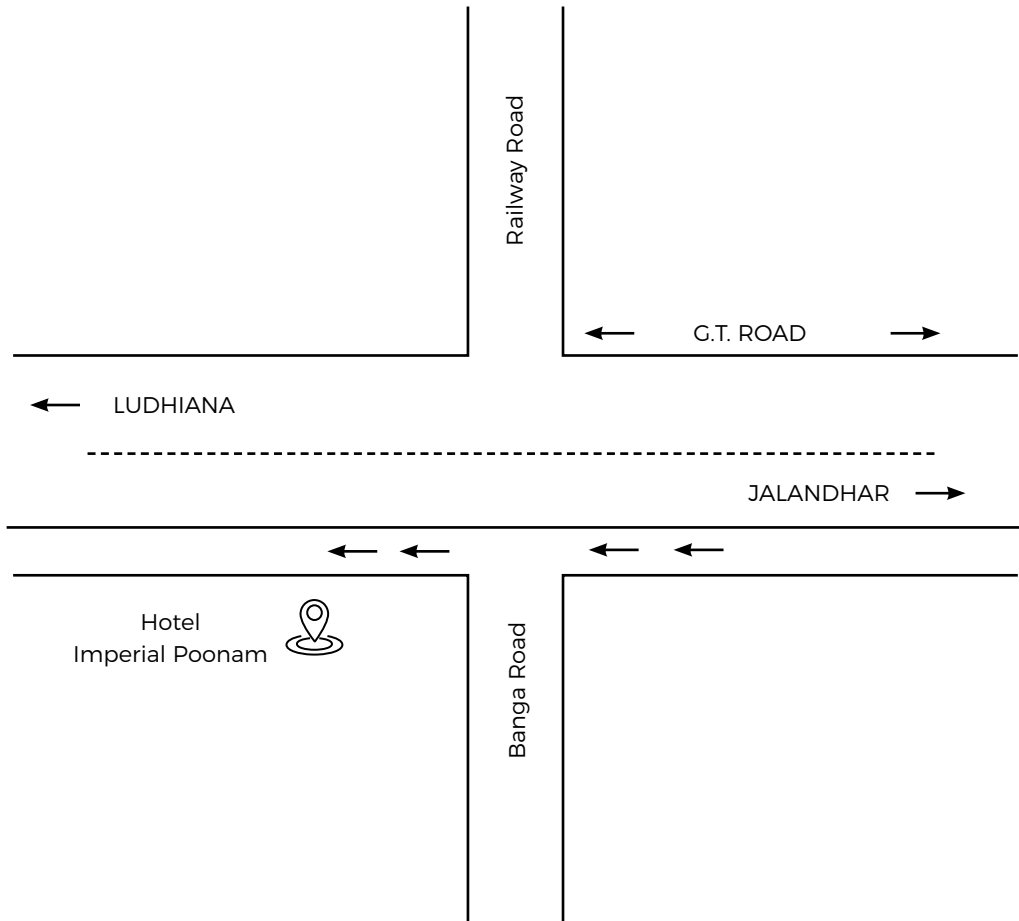 Railway Road
G.T. ROAD
LUDHIANA
JALANDHAR
Hotel
Imperial Poonam
Banga Road